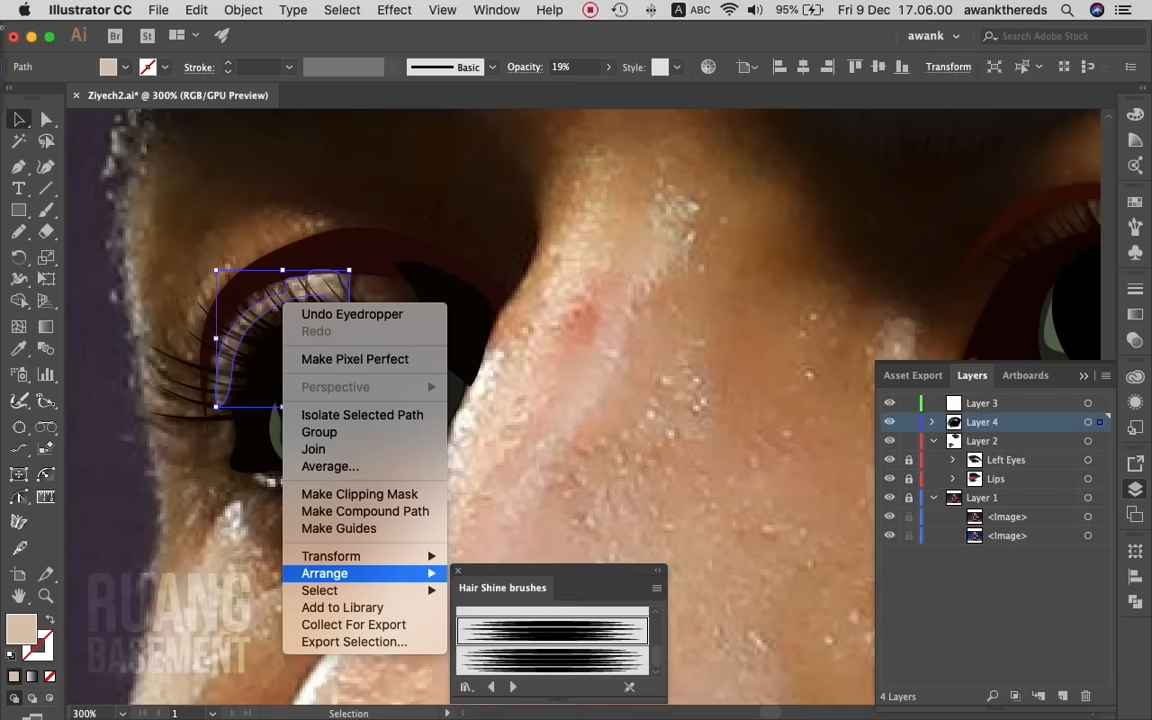 Illustrator CC File Edit Object Type Select Effect View Window Help A ABC 95% Fri 9 Dec 17.06.00 awankthereds
Ai Br St awank Search Adobe Stock
Path Stroke: Basic Opacity: 19% Style: Transform
Ziyech2.ai* @ 300% (RGB/GPU Preview)
Undo Eyedropper
Redo
Make Pixel Perfect
Perspective
Isolate Selected Path
Group
Join
Average...
Make Clipping Mask
Make Compound Path
Make Guides
Transform
Arrange
Select
Add to Library
Collect For Export
Export Selection...
Asset Export Layers Artboards
Layer 3
Layer 4
Layer 2
Left Eyes
Lips
Layer 1
<Image>
<Image>
4 Layers
Hair Shine brushes
RUANG
BASEMENT
300% 1 Selection